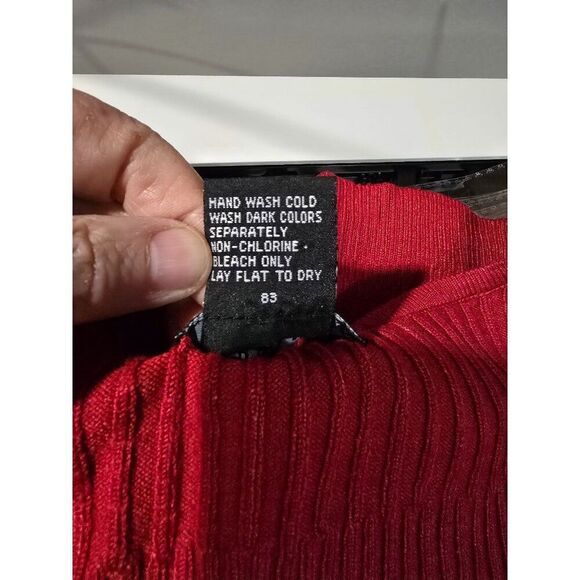 HAND WASH COLD
WASH DARK COLORS
SEPARATELY
NON-CHLORINE
BLEACH ONLY
LAY FLAT TO DRY
83